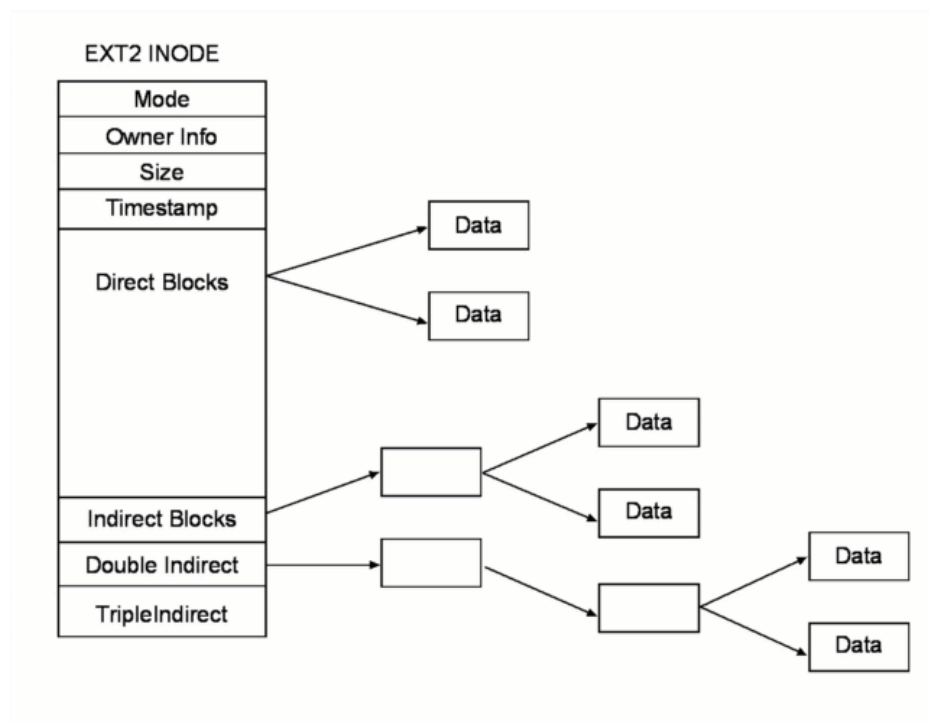 EXT2 INODE
Mode
Owner Info
Size
Timestamp
Data
Direct Blocks
Data
Data
Indirect Blocks
Data
Double Indirect
Data
TripleIndirect
Data